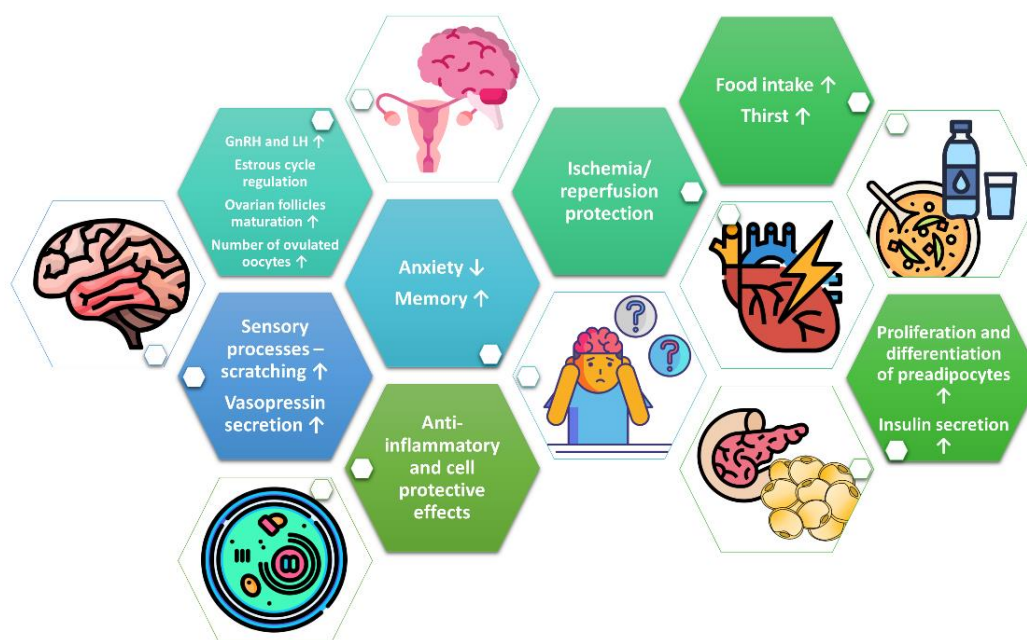 GnRH and LH ↑
Estrous cycle
regulation
Ovarian follicles
maturation ↑
Number of ovulated
oocytes ↑
Sensory
processes –
scratching ↑
Vasopressin
secretion ↑
Anxiety ↓
Memory ↑
Anti-
inflammatory
and cell
protective
effects
Ischemia/
reperfusion
protection
? 
?
Food intake ↑
Thirst ↑
Proliferation and
differentiation
of preadipocytes
↑
Insulin secretion
↑